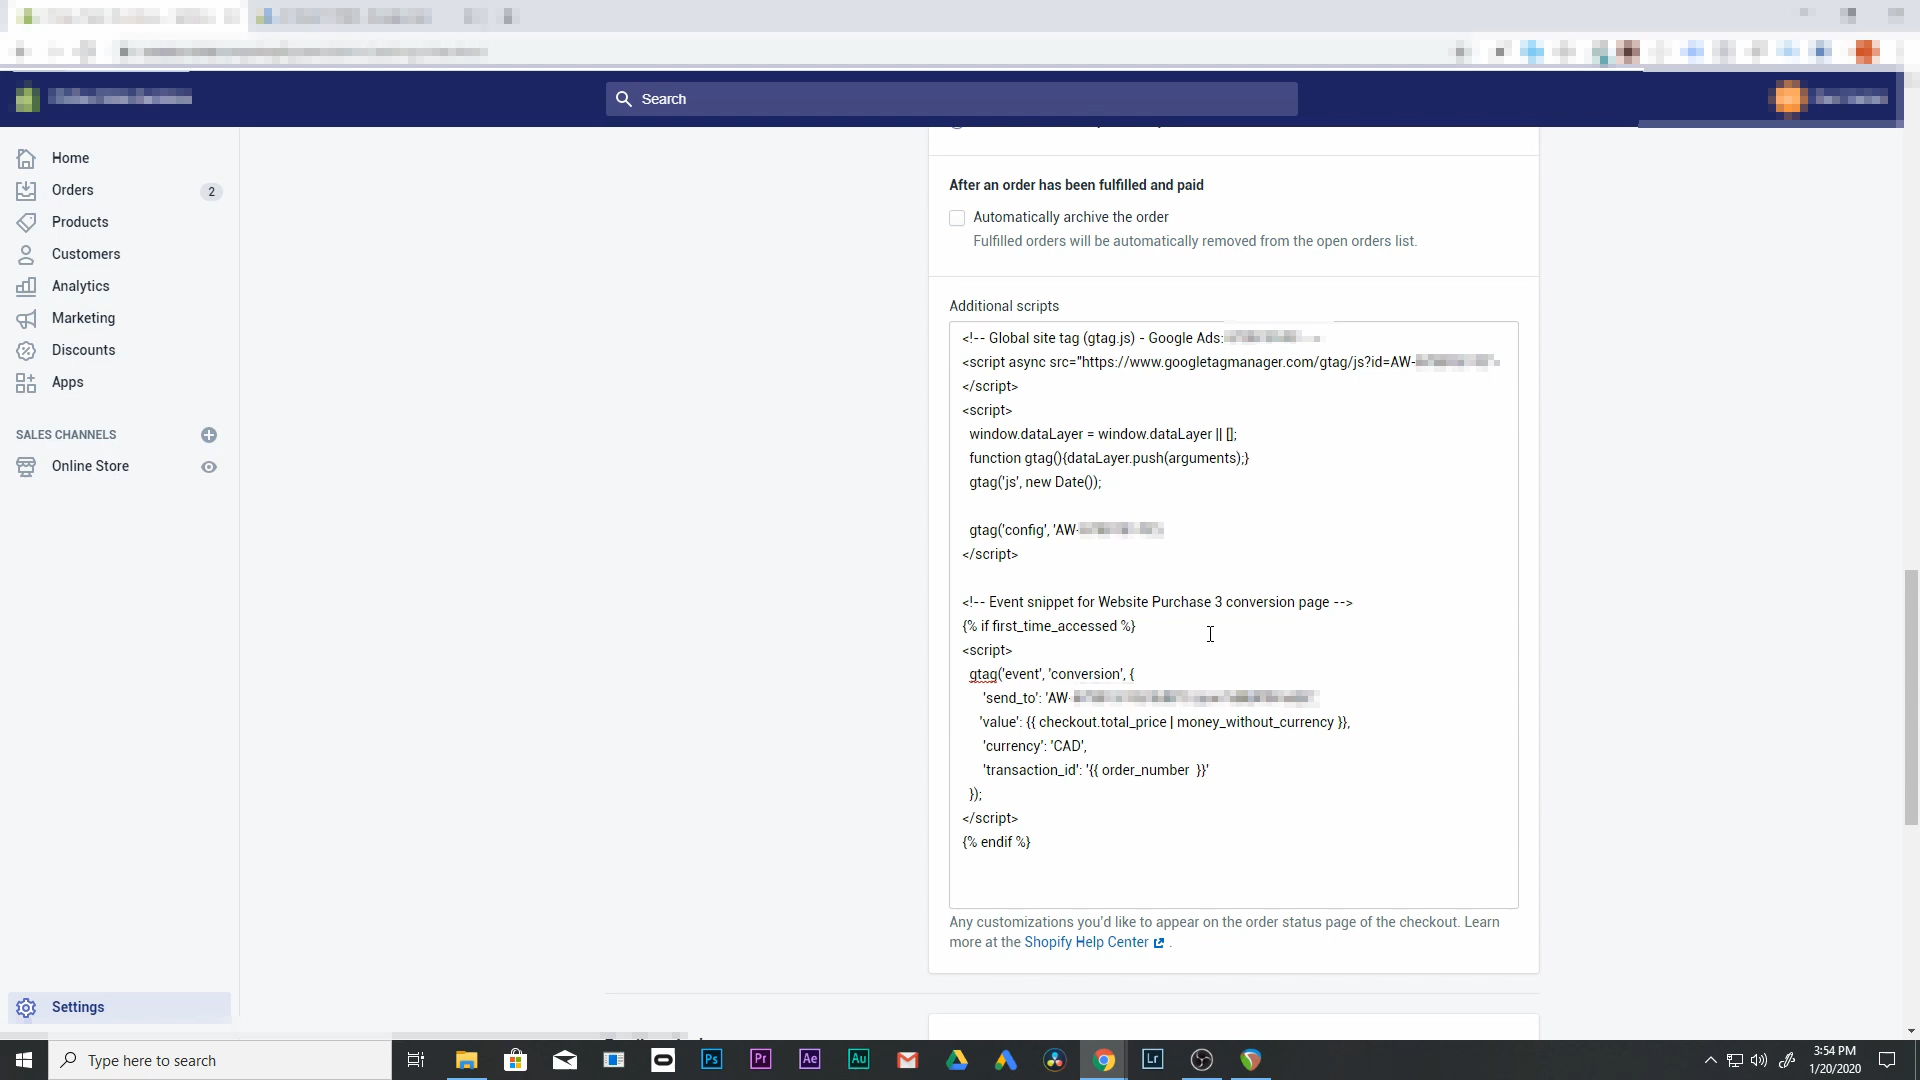 Search
Home
Orders
2
Products
Customers
Analytics
Marketing
Discounts
Apps
SALES CHANNELS
Online Store
Settings
After an order has been fulfilled and paid
Automatically archive the order
Fulfilled orders will be automatically removed from the open orders list.
Additional scripts
<!-- Global site tag (gtag.js) - Google Ads:
<script async src="https://www.googletagmanager.com/gtag/js?id=AW-
</script>
<script>
window.dataLayer = window.dataLayer || [];
function gtag(){dataLayer.push(arguments);}
gtag('js', new Date());
gtag('config', 'AW-
</script>
<!-- Event snippet for Website Purchase 3 conversion page -->
{% if first_time_accessed %}
<script>
gtag('event', 'conversion', {
'send_to': 'AW-
'value': {{ checkout.total_price | money_without_currency }},
'currency': 'CAD',
'transaction_id': '{{ order_number }}'
});
</script>
{% endif %}
Any customizations you'd like to appear on the order status page of the checkout. Learn
more at the Shopify Help Center .
Type here to search
Ps
Pr
Ae
Au
Lr
3:54 PM
1/20/2020